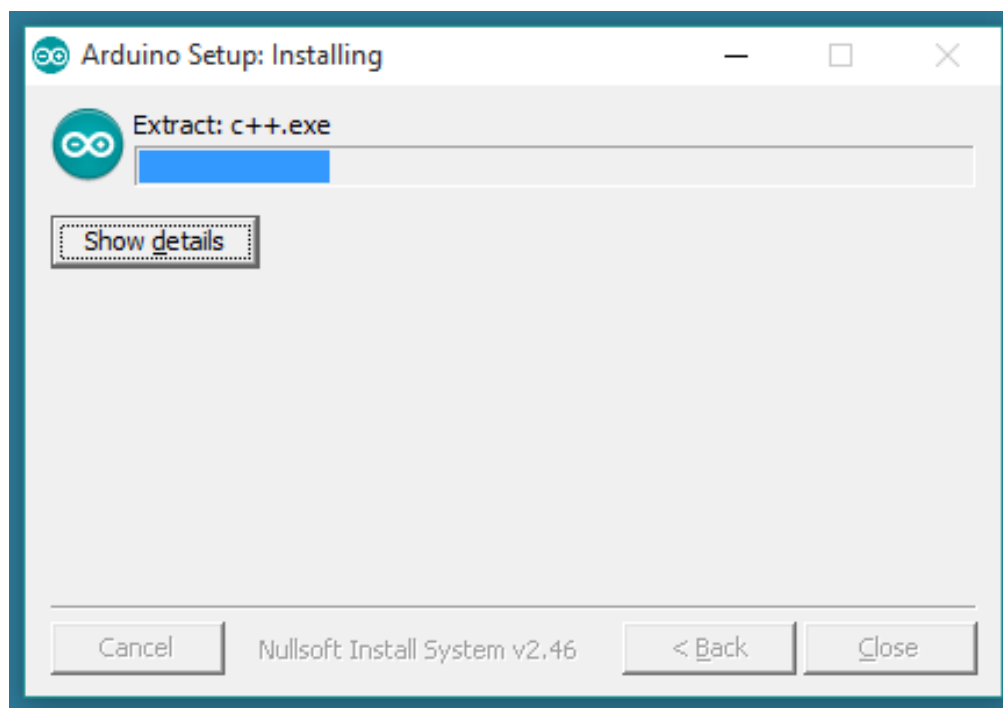 Arduino Setup: Installing
Extract: c++.exe
Show details
Cancel
Nullsoft Install System v2.46
< Back
Close